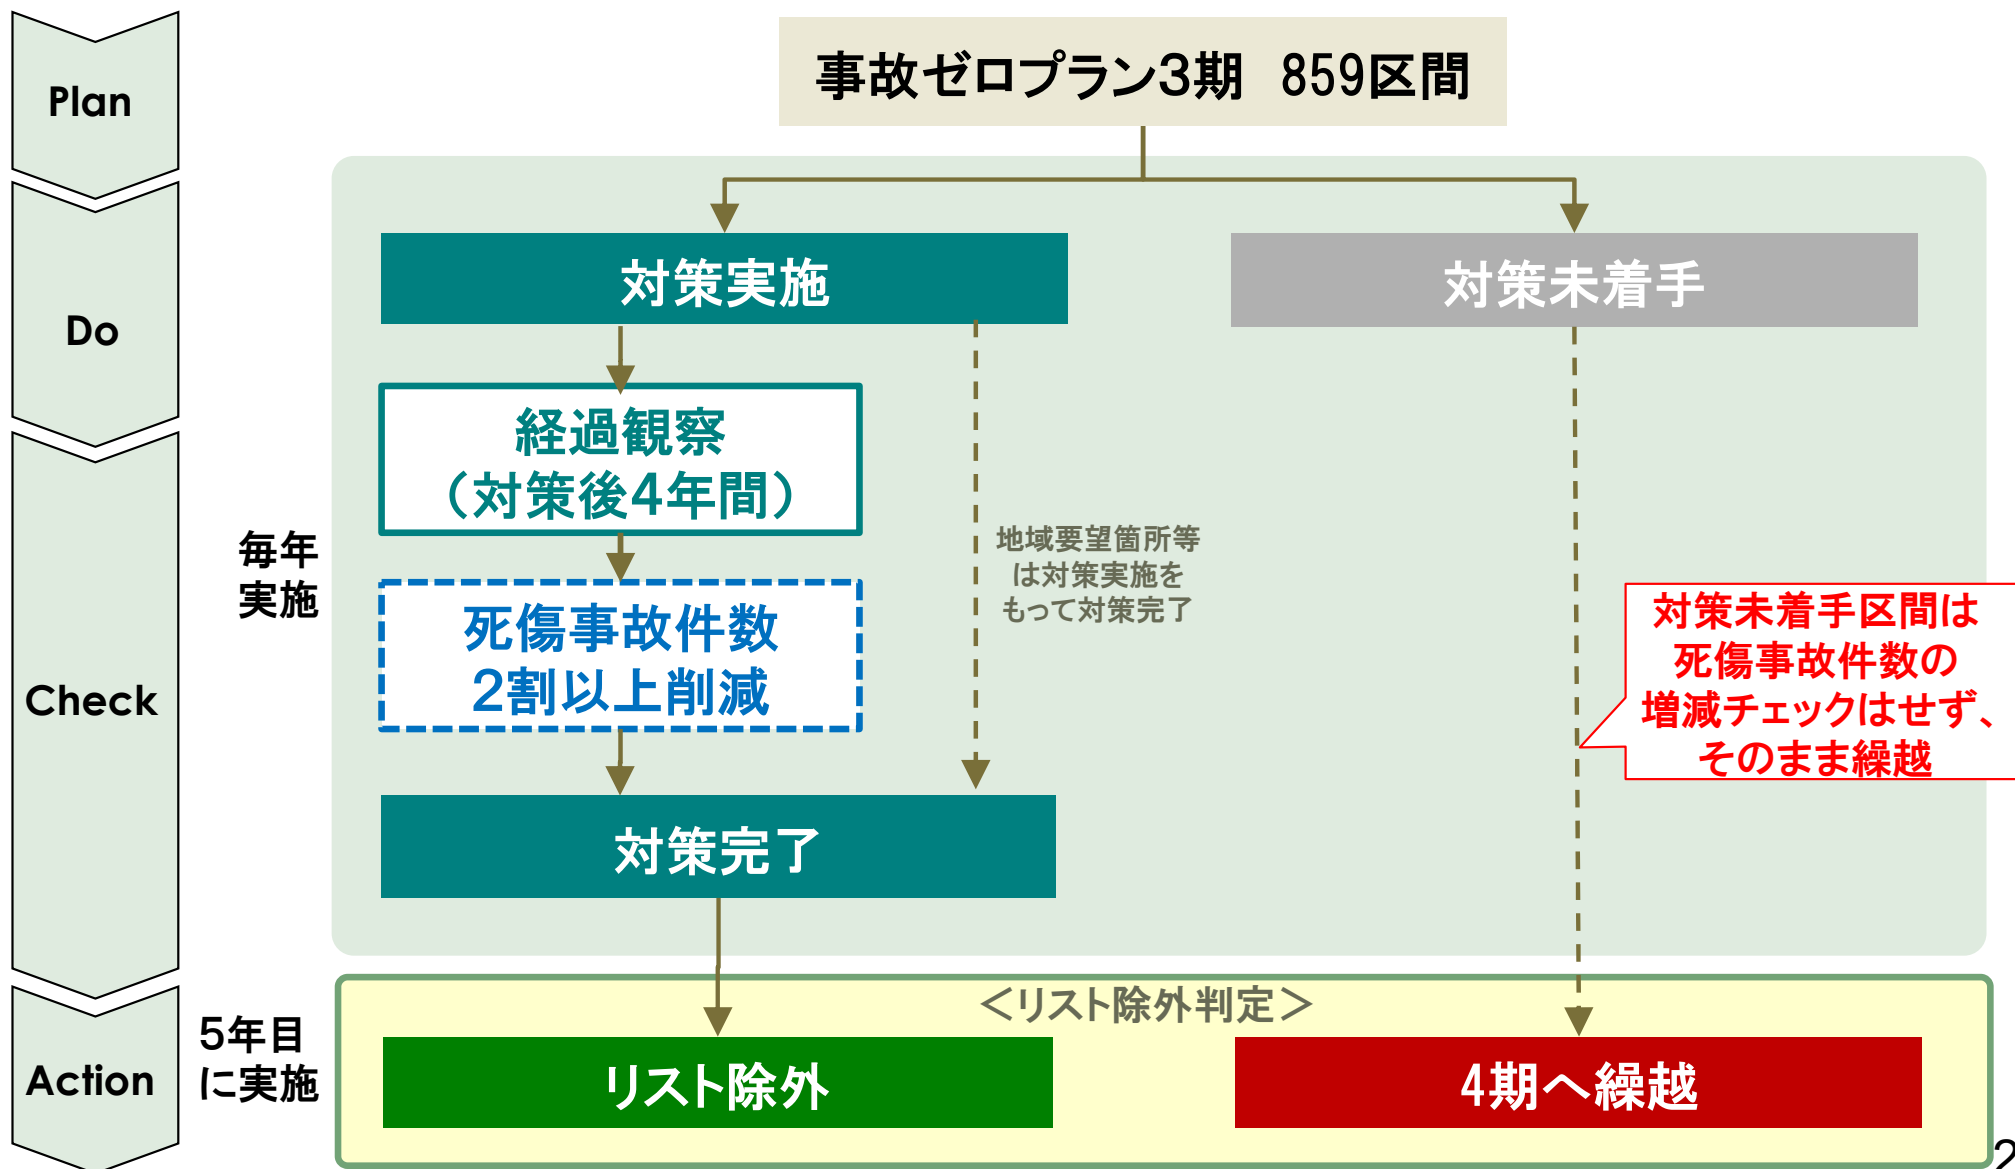 Plan
事故ゼロプラン3期　859区間
Do
対策実施
対策未着手
経過観察
（対策後4年間）
毎年
実施
地域要望箇所等
は対策実施を
もって対策完了
Check
死傷事故件数
2割以上削減
対策未着手区間は
死傷事故件数の
増減チェックはせず、
そのまま繰越
対策完了
Action
5年目
に実施
＜リスト除外判定＞
リスト除外
4期へ繰越
2